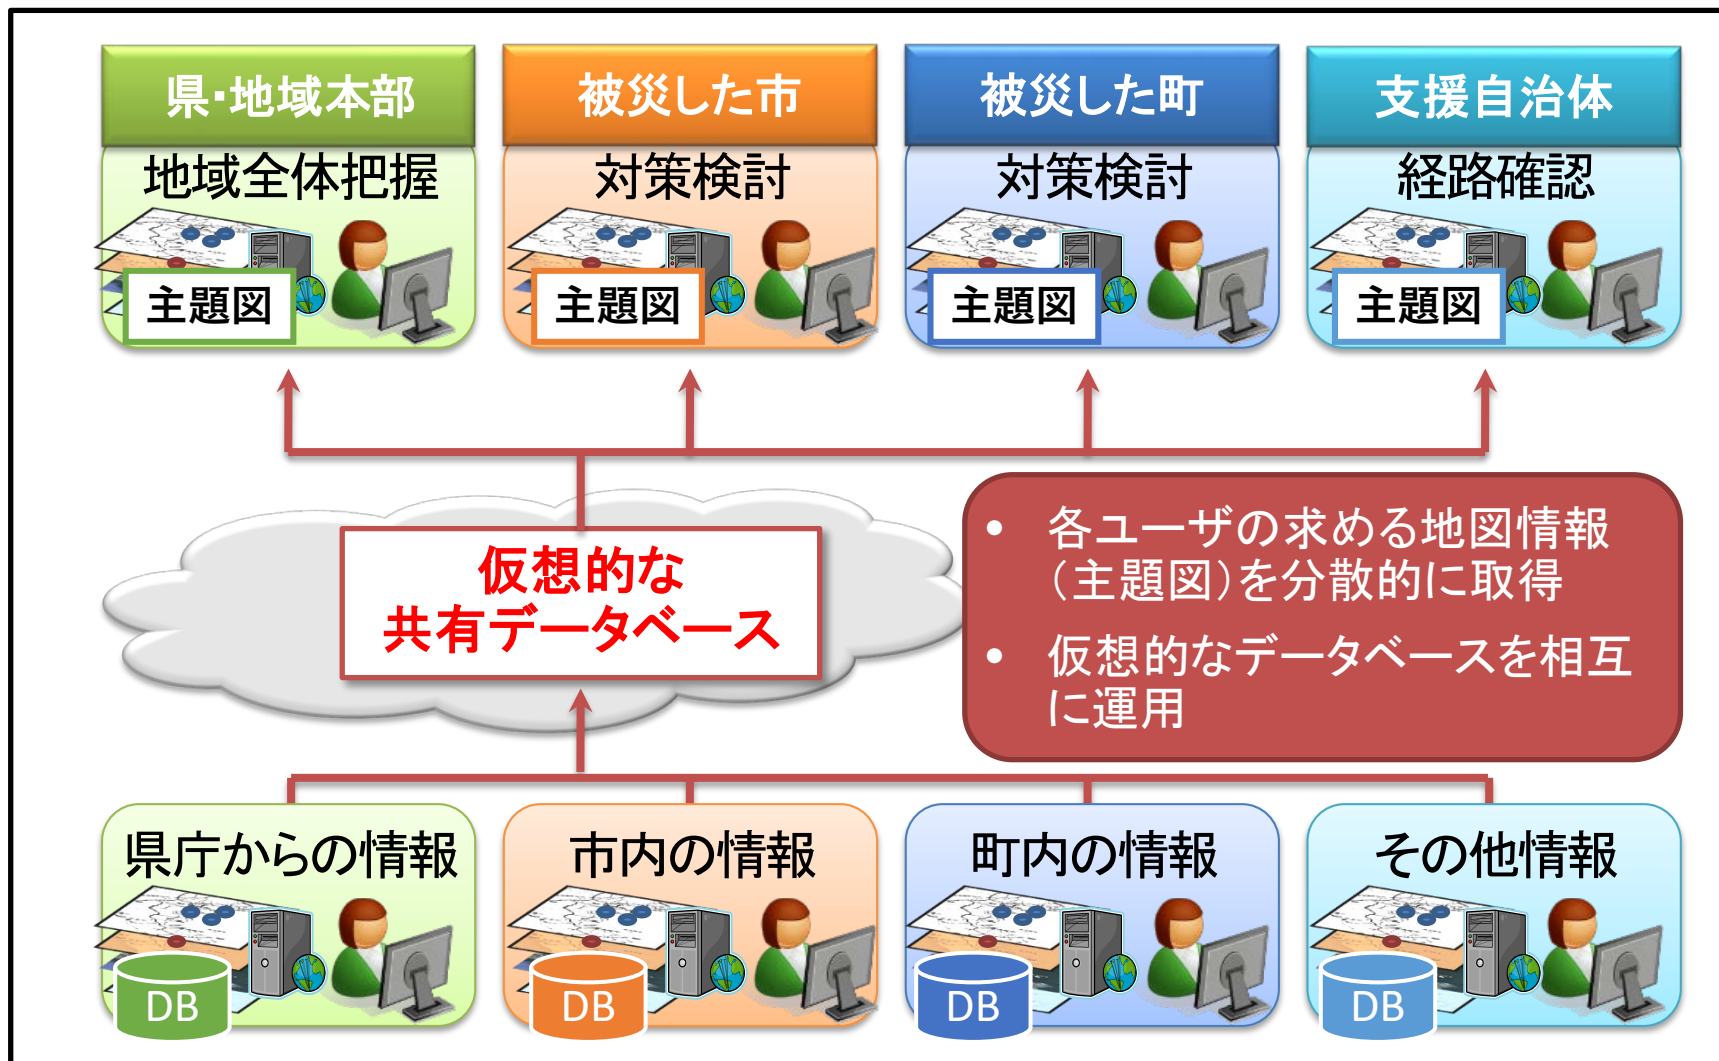 県・地域本部
被災した市
被災した町
支援自治体
地域全体把握
対策検討
対策検討
経路確認
主題図
主題図
主題図
主題図
仮想的な
共有データベース
• 各ユーザの求める地図情報
（主題図）を分散的に取得
• 仮想的なデータベースを相互
に運用
県庁からの情報
市内の情報
町内の情報
その他情報
DB
DB
DB
DB